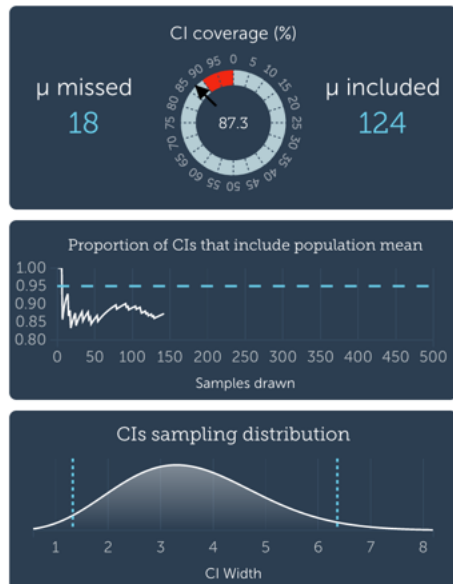 CI coverage (%)
μ missed
18
μ included
124
0 5 10 15 20 25 30 35 40 45 50 55 60 65 70 75 80 85 90 95
87.3
Proportion of CIs that include population mean
1.00
0.95
0.90
0.85
0.80
0 50 100 150 200 250 300 350 400 450 500
Samples drawn
CIs sampling distribution
1 2 3 4 5 6 7 8
CI Width